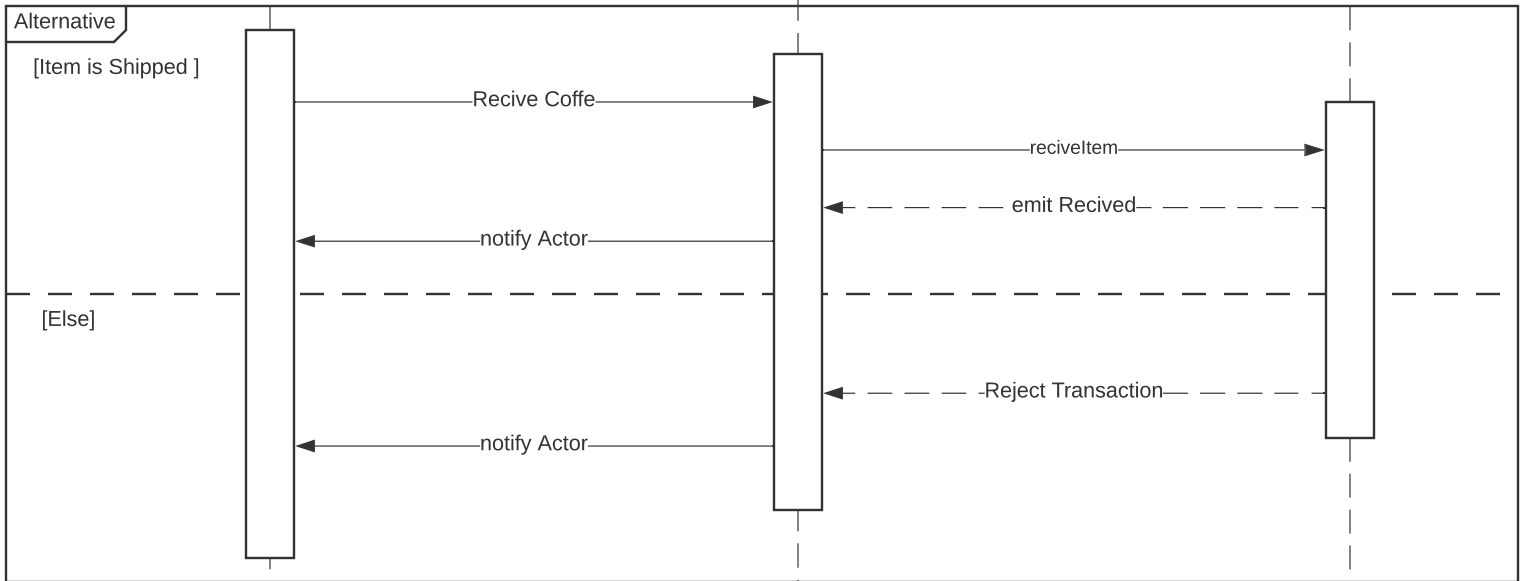 Alternative
[Item is Shipped ]
Recive Coffe
reciveItem
emit Recived
notify Actor
[Else]
Reject Transaction
notify Actor